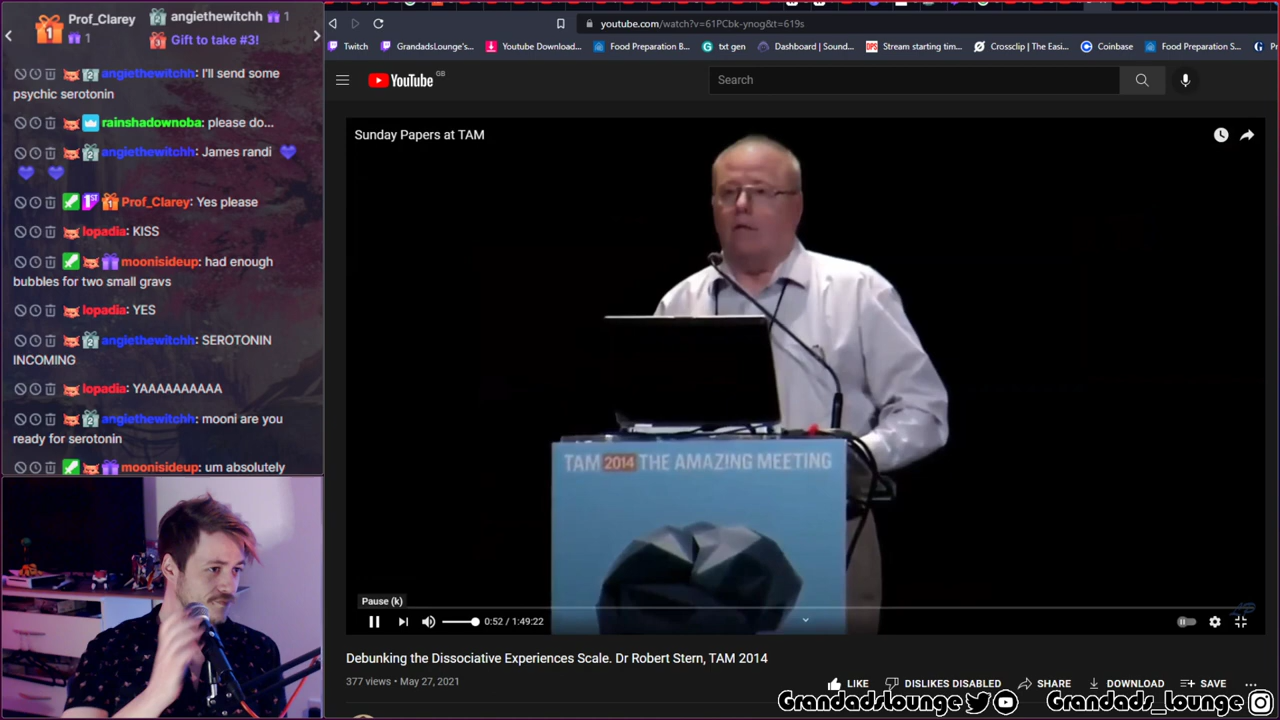 Prof_Clarey
1
1
angiethewitchh 1
Gift to take #3!
angiethewitchh: I'll send some
psychic serotonin
rainshadownoba: please do...
angiethewitchh: James randi
Prof_Clarey: Yes please
lopadia: KISS
moonisideup: had enough
bubbles for two small gravs
lopadia: YES
angiethewitchh: SEROTONIN
INCOMING
lopadia: YAAAAAAAAAA
angiethewitchh: mooni are you
ready for serotonin
moonisideup: um absolutely
youtube.com/watch?v=61PCbk-ynog&t=619s
Twitch
GrandadsLounge's...
Youtube Download...
Food Preparation B...
txt gen
Dashboard | Sound...
Stream starting tim...
Crossclip | The Easi...
Coinbase
Food Preparation S...
YouTube GB
Search
Sunday Papers at TAM
TAM 2014 THE AMAZING MEETING
Pause (k)
0:52 / 1:49:22
Debunking the Dissociative Experiences Scale. Dr Robert Stern, TAM 2014
377 views • May 27, 2021
LIKE
DISLIKES DISABLED
SHARE
DOWNLOAD
SAVE
Grandadslounge
Grandads_lounge